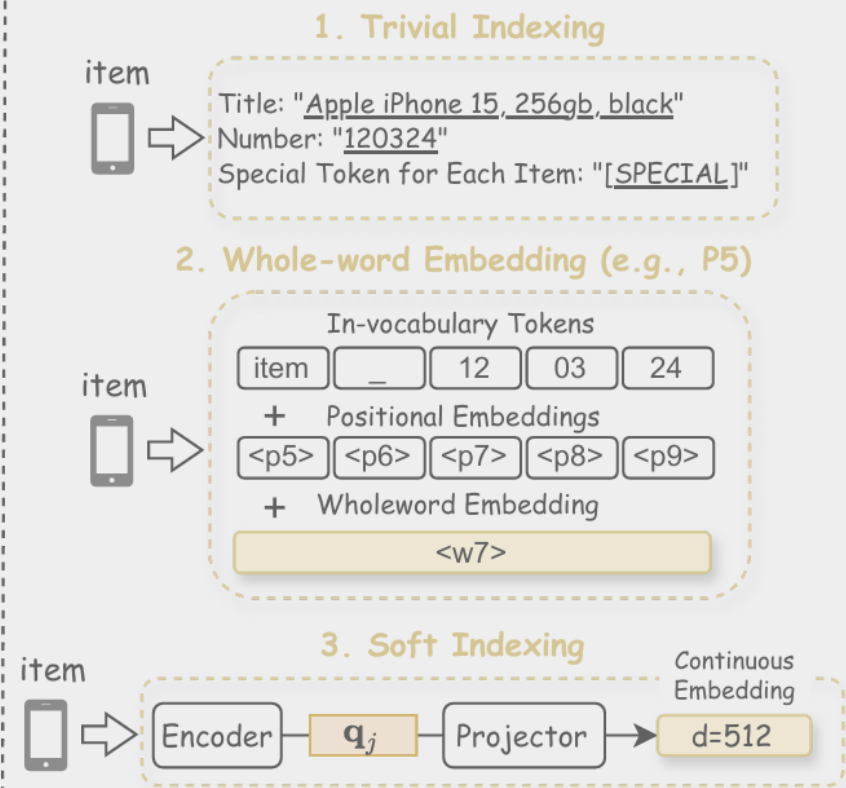 1. Trivial Indexing
item
Title: "Apple iPhone 15, 256gb, black"
Number: "120324"
Special Token for Each Item: "[SPECIAL]"
2. Whole-word Embedding (e.g., P5)
item
In-vocabulary Tokens
item _ 12 03 24
+ Positional Embeddings
<p5> <p6> <p7> <p8> <p9>
+ Wholeword Embedding
<w7>
3. Soft Indexing
item
Continuous
Embedding
Encoder q_j Projector d=512